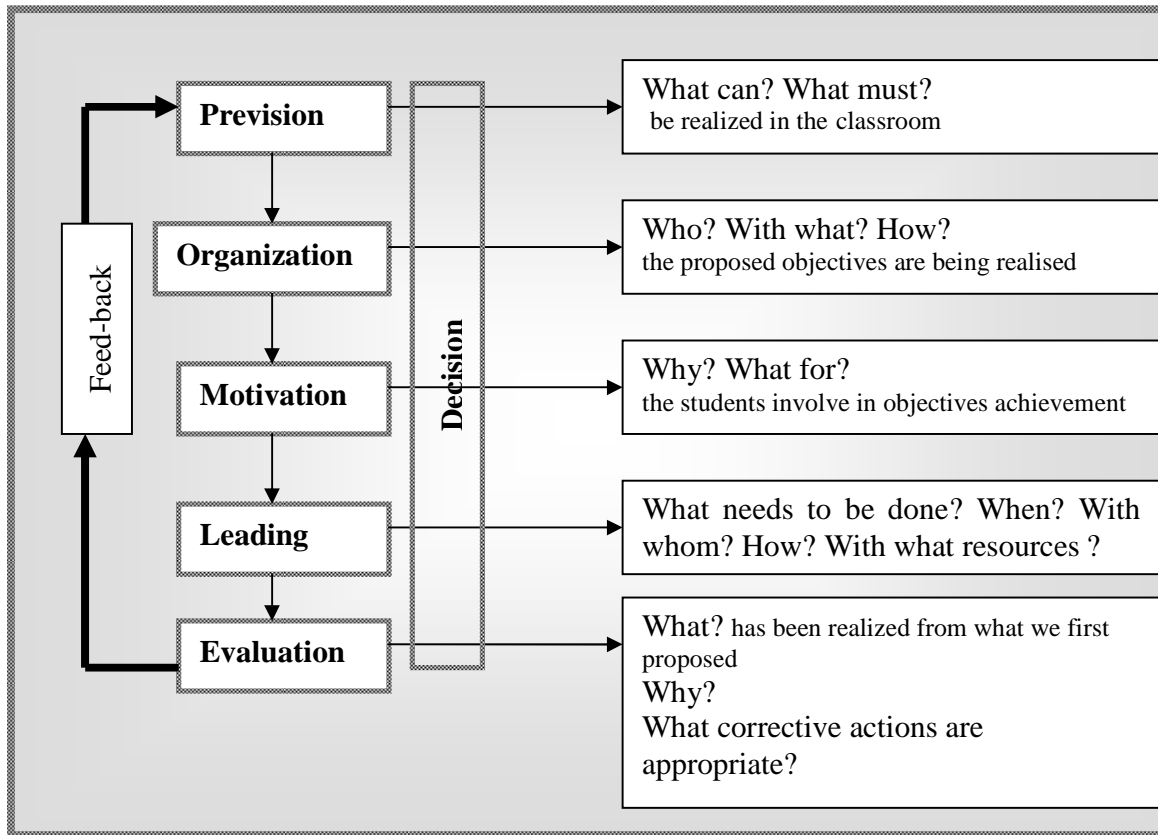 Prevision
What can? What must?
be realized in the classroom
Organization
Who? With what? How?
the proposed objectives are being realised
Feed-back
Decision
Motivation
Why? What for?
the students involve in objectives achievement
Leading
What needs to be done? When? With
whom? How? With what resources ?
Evaluation
What? has been realized from what we first
proposed
Why?
What corrective actions are
appropriate?